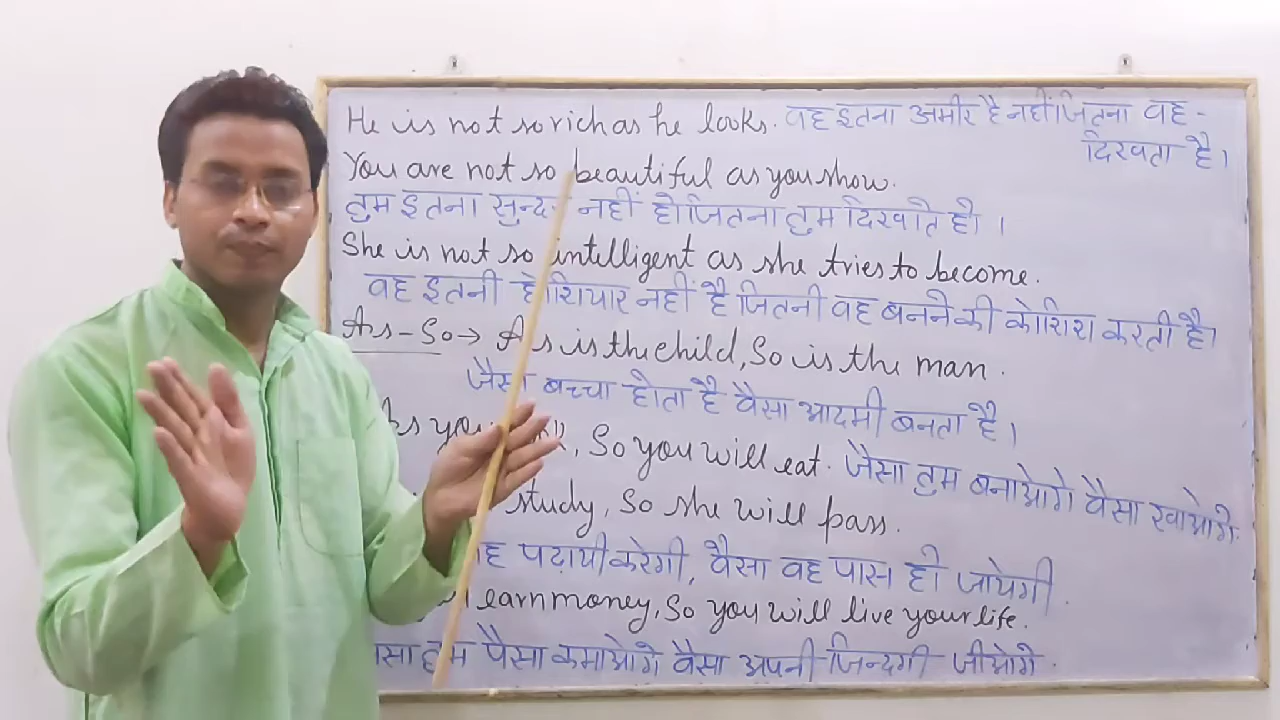 He is not so rich as he looks. वह इतना अमीर है नहीं जितना वह -
दिखता है।
You are not so beautiful as you show.
तुम इतना सुन्दर नहीं हो जितना तुम दिखाते हो ।
She is not so intelligent as she tries to become.
वह इतनी होशियार नहीं है जितनी वह बनने की कोशिश करती है।
As - So → As is the child, So is the man.
जैसा बच्चा होता है वैसा आदमी बनता है।
As you, So you will eat. जैसा तुम बनाओगे वैसा खाओगे.
study, So she will pass.
पढ़ायी करेगी, वैसा वह पास हो जायेगी.
earn money, So you will live your life.
तुम पैसा कमाओगे वैसा अपनी जिन्दगी जीओगे.